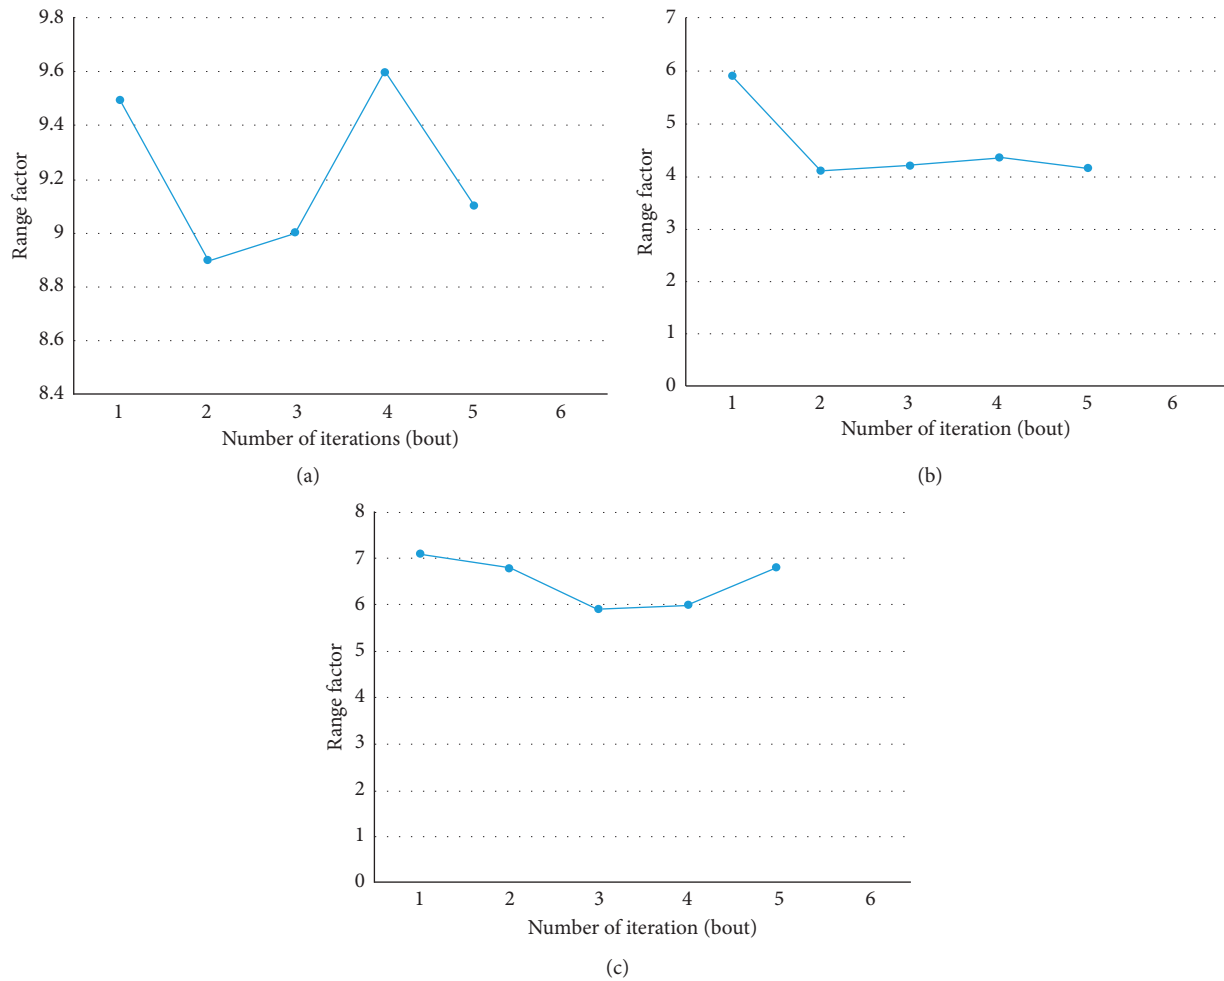 9.8
9.6
9.4
9.2
9
8.8
8.6
8.4
Range factor
1 2 3 4 5 6
Number of iterations (bout)
(a)
7
6
5
4
3
2
1
0
Range factor
1 2 3 4 5 6
Number of iteration (bout)
(b)
8
7
6
5
4
3
2
1
0
Range factor
1 2 3 4 5 6
Number of iteration (bout)
(c)